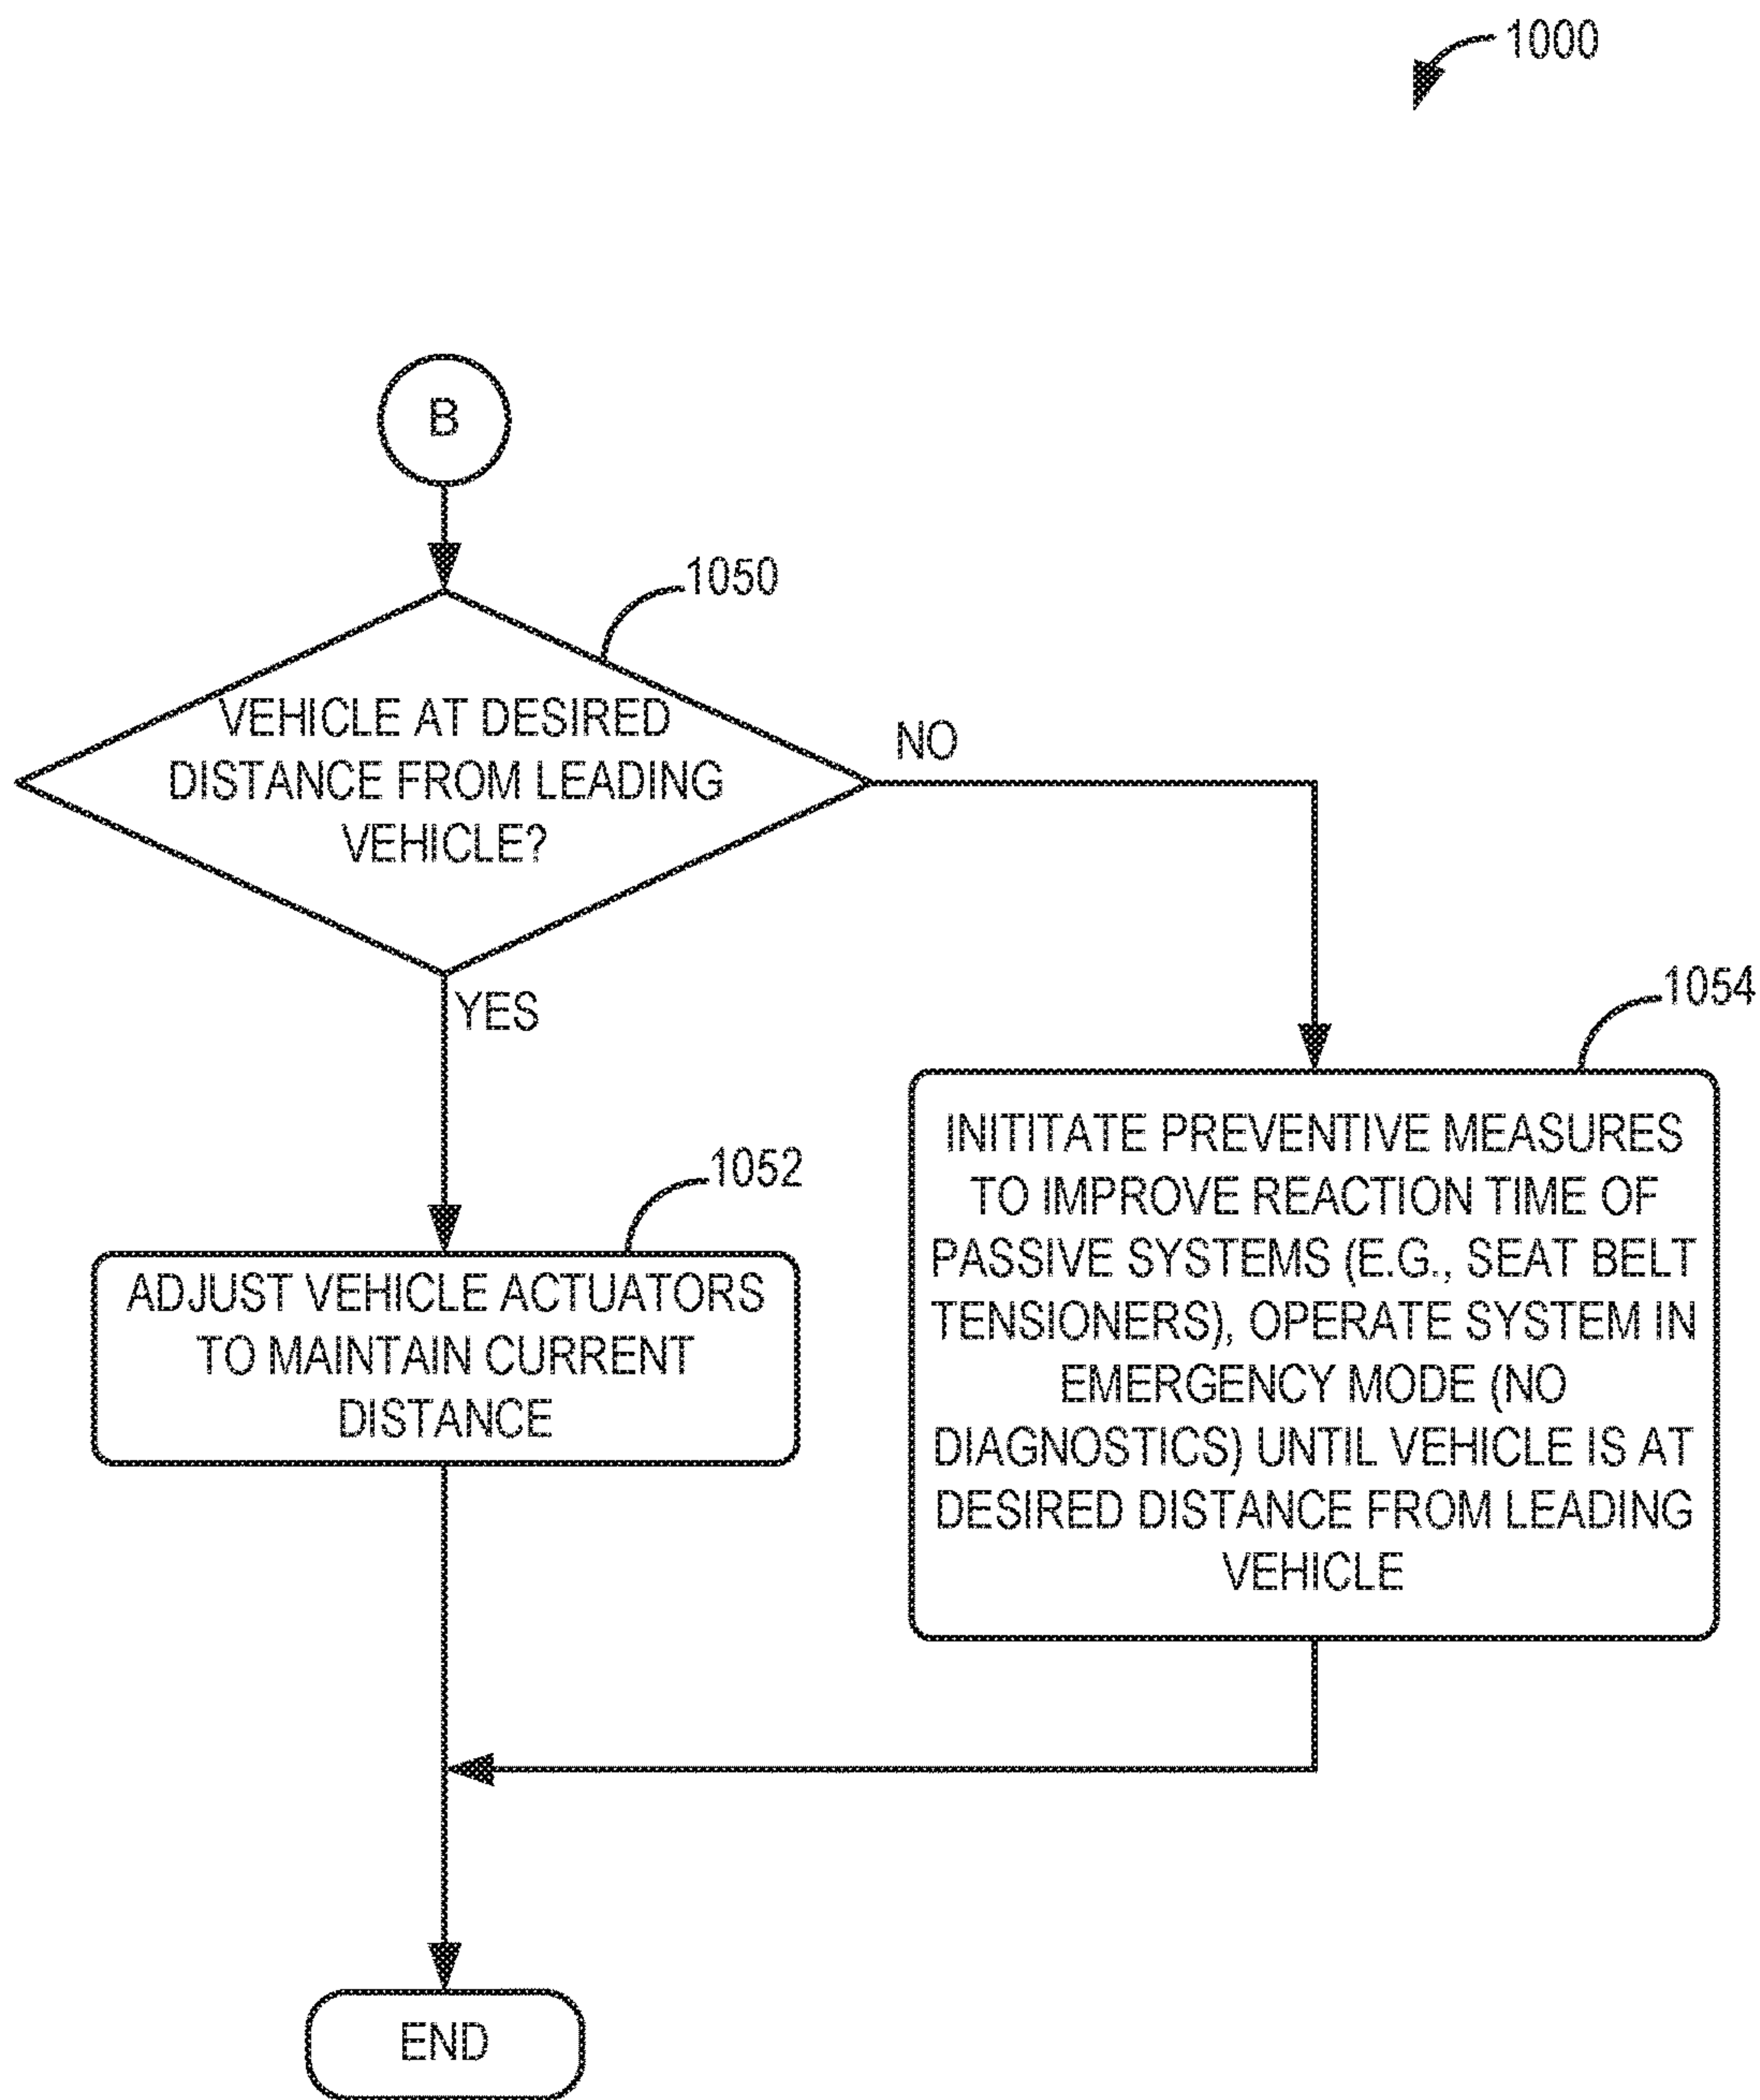 1000
B
1050
VEHICLE AT DESIRED
DISTANCE FROM LEADING
VEHICLE?
NO
YES
1054
INITITATE PREVENTIVE MEASURES
TO IMPROVE REACTION TIME OF
PASSIVE SYSTEMS (E.G., SEAT BELT
TENSIONERS), OPERATE SYSTEM IN
EMERGENCY MODE (NO
DIAGNOSTICS) UNTIL VEHICLE IS AT
DESIRED DISTANCE FROM LEADING
VEHICLE
1052
ADJUST VEHICLE ACTUATORS
TO MAINTAIN CURRENT
DISTANCE
END